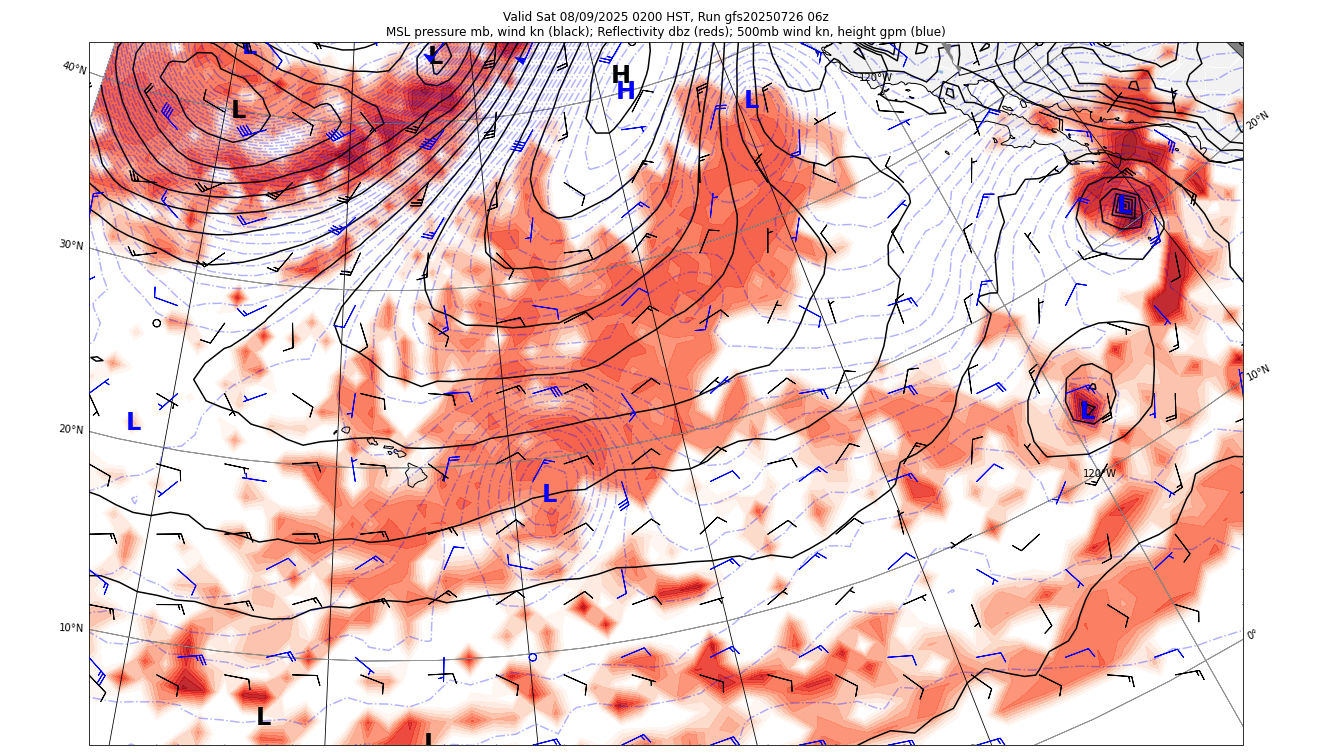 Valid Sat 08/09/2025 0200 HST, Run gfs20250726 06z
MSL pressure mb, wind kn (black); Reflectivity dbz (reds); 500mb wind kn, height gpm (blue)
L
L
H
H
L
L
40°N
120°W
20°N
L
30°N
10°N
L
L
20°N
120°W
L
10°N
0°
L
L